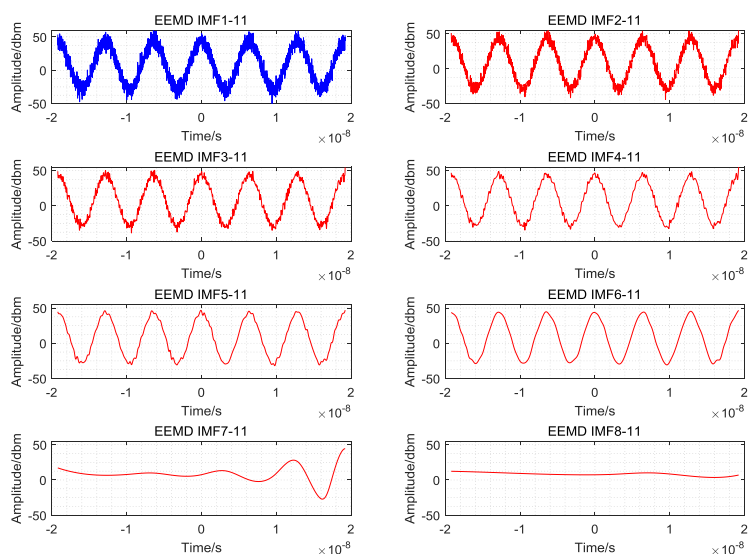 EEMD IMF1-11
Amplitude/dbm
50
0
-50
-2 -1 0 1 2
Time/s
×10-8
EEMD IMF2-11
Amplitude/dbm
50
0
-50
-2 -1 0 1 2
Time/s
×10-8
EEMD IMF3-11
Amplitude/dbm
50
0
-50
-2 -1 0 1 2
Time/s
×10-8
EEMD IMF4-11
Amplitude/dbm
50
0
-50
-2 -1 0 1 2
Time/s
×10-8
EEMD IMF5-11
Amplitude/dbm
50
0
-50
-2 -1 0 1 2
Time/s
×10-8
EEMD IMF6-11
Amplitude/dbm
50
0
-50
-2 -1 0 1 2
Time/s
×10-8
EEMD IMF7-11
Amplitude/dbm
50
0
-50
-2 -1 0 1 2
Time/s
×10-8
EEMD IMF8-11
Amplitude/dbm
50
0
-50
-2 -1 0 1 2
Time/s
×10-8